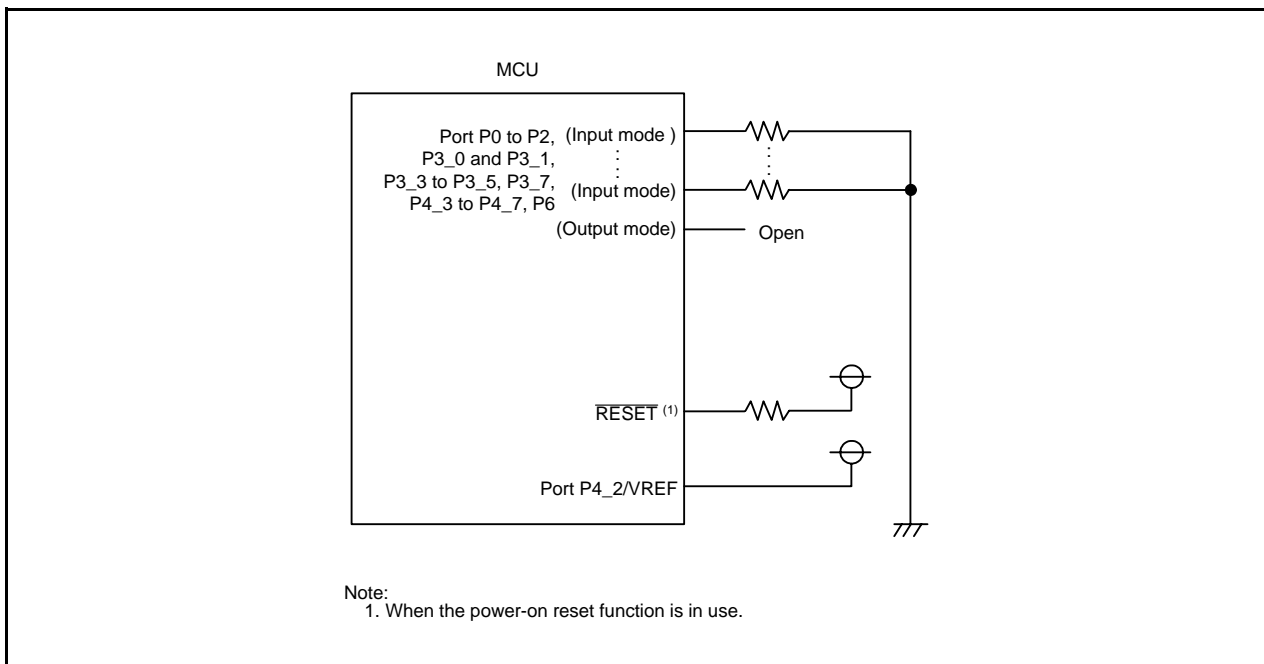 MCU
Port P0 to P2, (Input mode )
P3_0 and P3_1,
P3_3 to P3_5, P3_7, (Input mode)
P4_3 to P4_7, P6
(Output mode) Open
RESET (1)
Port P4_2/VREF
Note:
1. When the power-on reset function is in use.